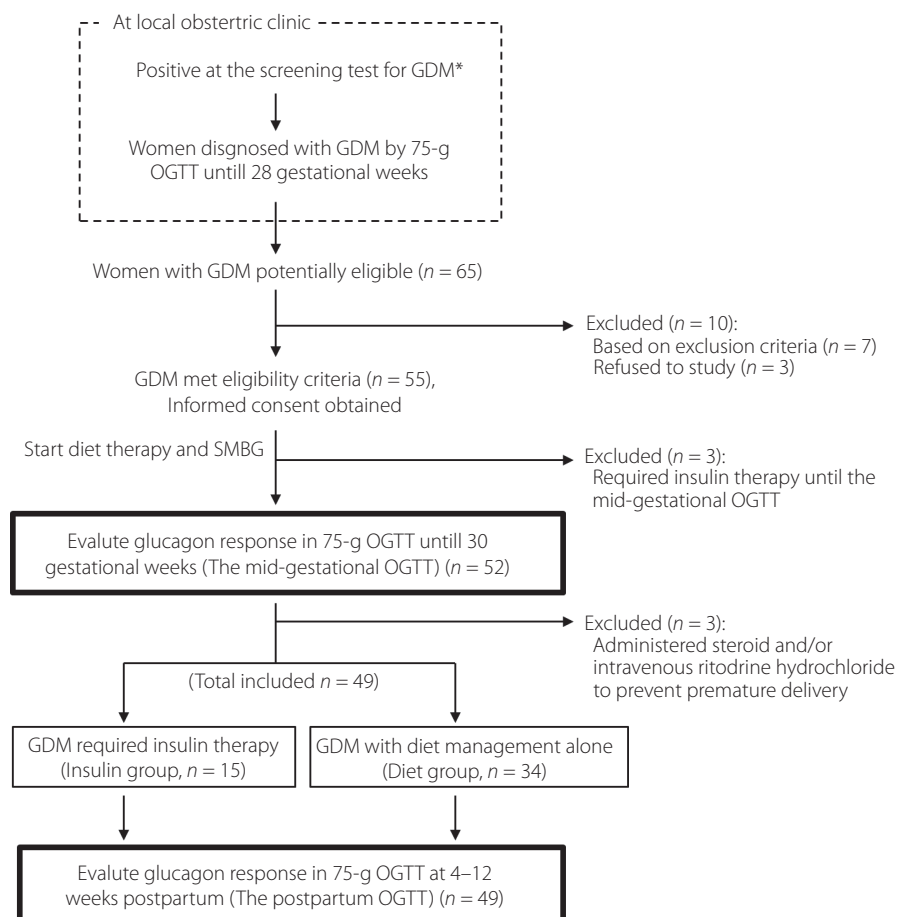 At local obstertric clinic
Positive at the screening test for GDM*
Women disgnosed with GDM by 75-g
OGTT untill 28 gestational weeks
Women with GDM potentially eligible (n = 65)
Excluded (n = 10):
Based on exclusion criteria (n = 7)
Refused to study (n = 3)
GDM met eligibility criteria (n = 55),
Informed consent obtained
Start diet therapy and SMBG
Excluded (n = 3):
Required insulin therapy until the
mid-gestational OGTT
Evalute glucagon response in 75-g OGTT untill 30
gestational weeks (The mid-gestational OGTT) (n = 52)
Excluded (n = 3):
Administered steroid and/or
intravenous ritodrine hydrochloride
to prevent premature delivery
(Total included n = 49)
GDM required insulin therapy
(Insulin group, n = 15)
GDM with diet management alone
(Diet group, n = 34)
Evalute glucagon response in 75-g OGTT at 4–12
weeks postpartum (The postpartum OGTT) (n = 49)